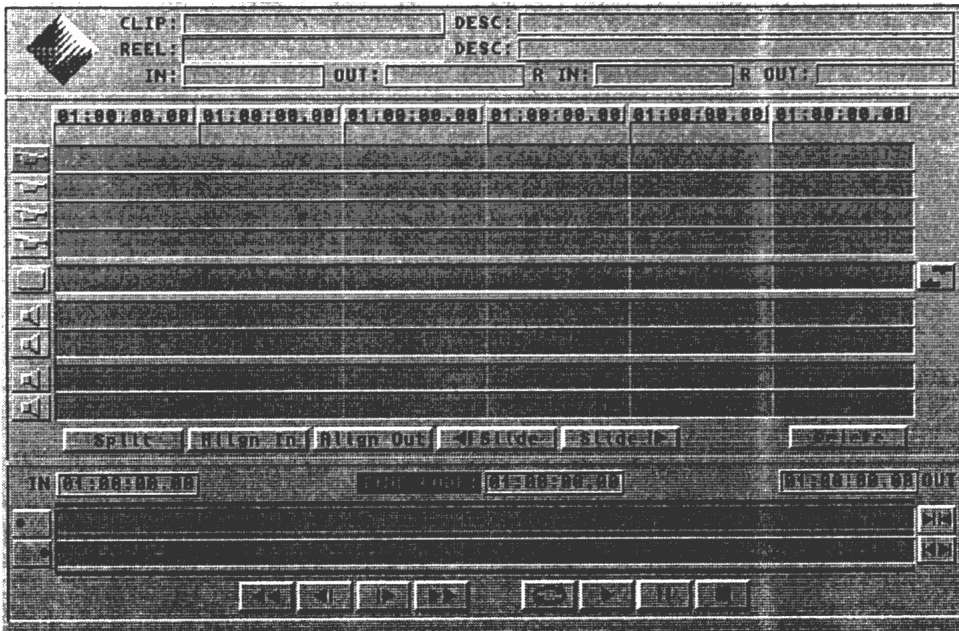 CLIP: DESC:
REEL: DESC:
IN: OUT: R IN: R OUT:
01:00:00.00 01:00:00.00 01:00:00.00 01:00:00.00 01:00:00.00 01:00:00.00
Split Align In Align Out Slide Slide Delete
IN 01:00:00.00 01:00:00.00 01:00:00.00 OUT